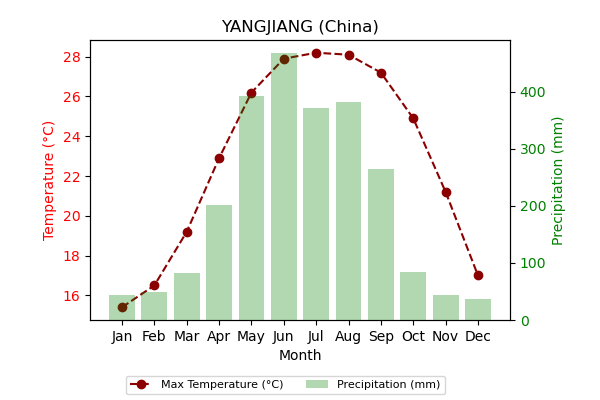 YANGJIANG (China)
28
26
24
22
20
18
16
Temperature (°C)
400
300
200
100
0
Precipitation (mm)
Jan Feb Mar Apr May Jun Jul Aug Sep Oct Nov Dec
Month
Max Temperature (°C) Precipitation (mm)